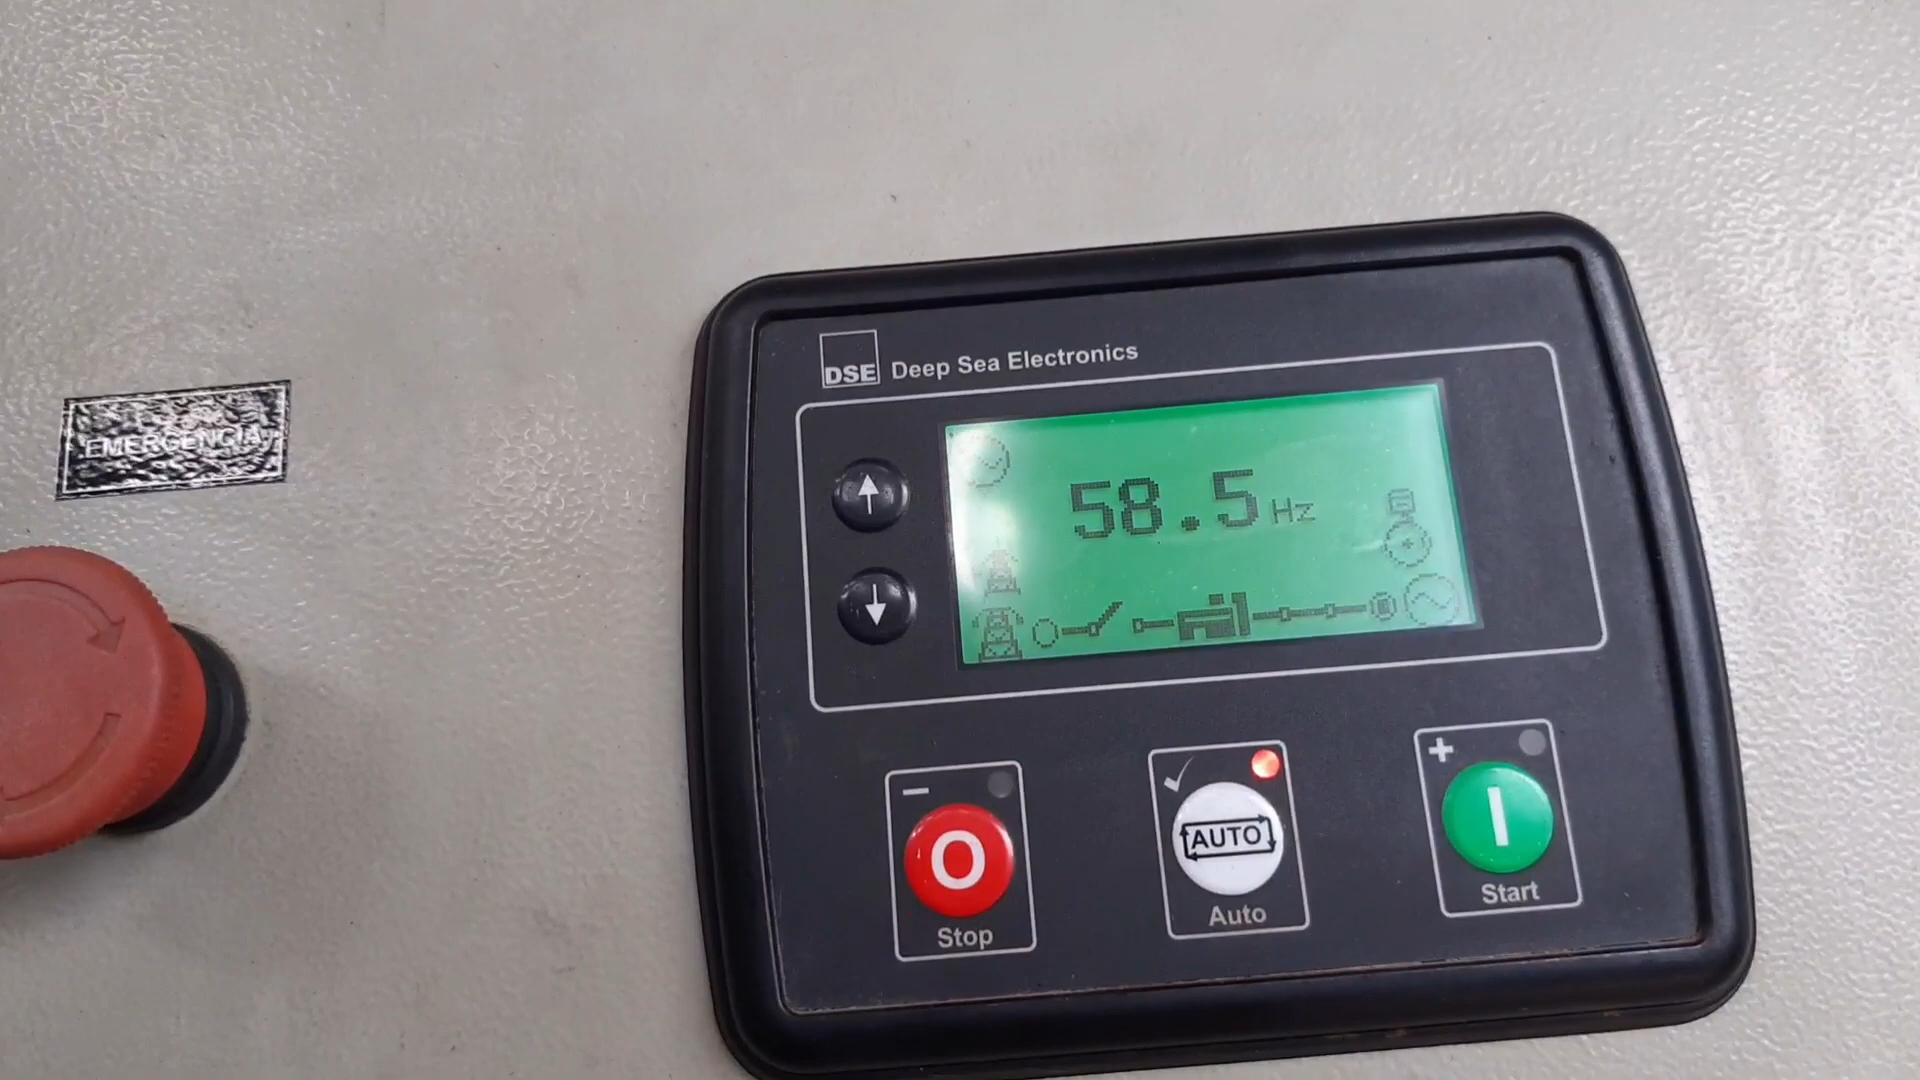 DSE Deep Sea Electronics
EMERGENCIA
58.5 Hz
Stop
AUTO
Auto
Start